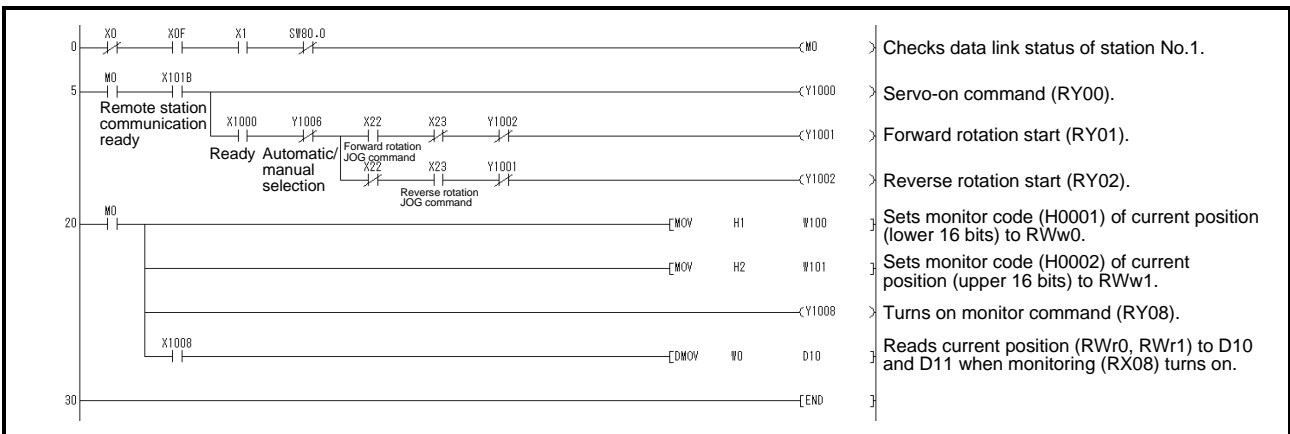 X0 X0F X1 SW80.0
0 (M0 ) Checks data link status of station No.1.
M0 X101B
5 (Y1000 ) Servo-on command (RY00).
Remote station
communication
ready
X1000 Y1006 X22 X23 Y1002
(Y1001 ) Forward rotation start (RY01).
Ready Automatic/
manual
selection
Forward rotation
JOG command
X22 X23 Y1001
(Y1002 ) Reverse rotation start (RY02).
Reverse rotation
JOG command
M0
20 [MOV H1 W100 ] Sets monitor code (H0001) of current position
(lower 16 bits) to RWw0.
[MOV H2 W101 ] Sets monitor code (H0002) of current
position (upper 16 bits) to RWw1.
(Y1008 ) Turns on monitor command (RY08).
X1008
[DMOV W0 D10 ] Reads current position (RWr0, RWr1) to D10
and D11 when monitoring (RX08) turns on.
30 [END ]